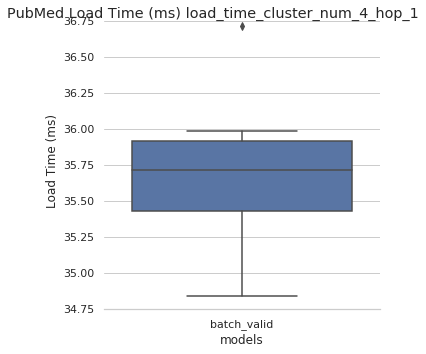 PubMed Load Time (ms) load_time_cluster_num_4_hop_1
36.75
36.50
36.25
36.00
35.75
35.50
35.25
35.00
34.75
Load Time (ms)
batch_valid
models